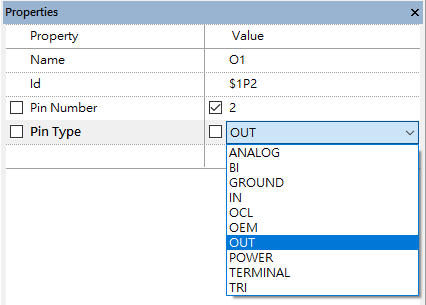 Properties
Property Value
Name O1
Id $1P2
Pin Number 2
Pin Type OUT
ANALOG
BI
GROUND
IN
OCL
OEM
OUT
POWER
TERMINAL
TRI